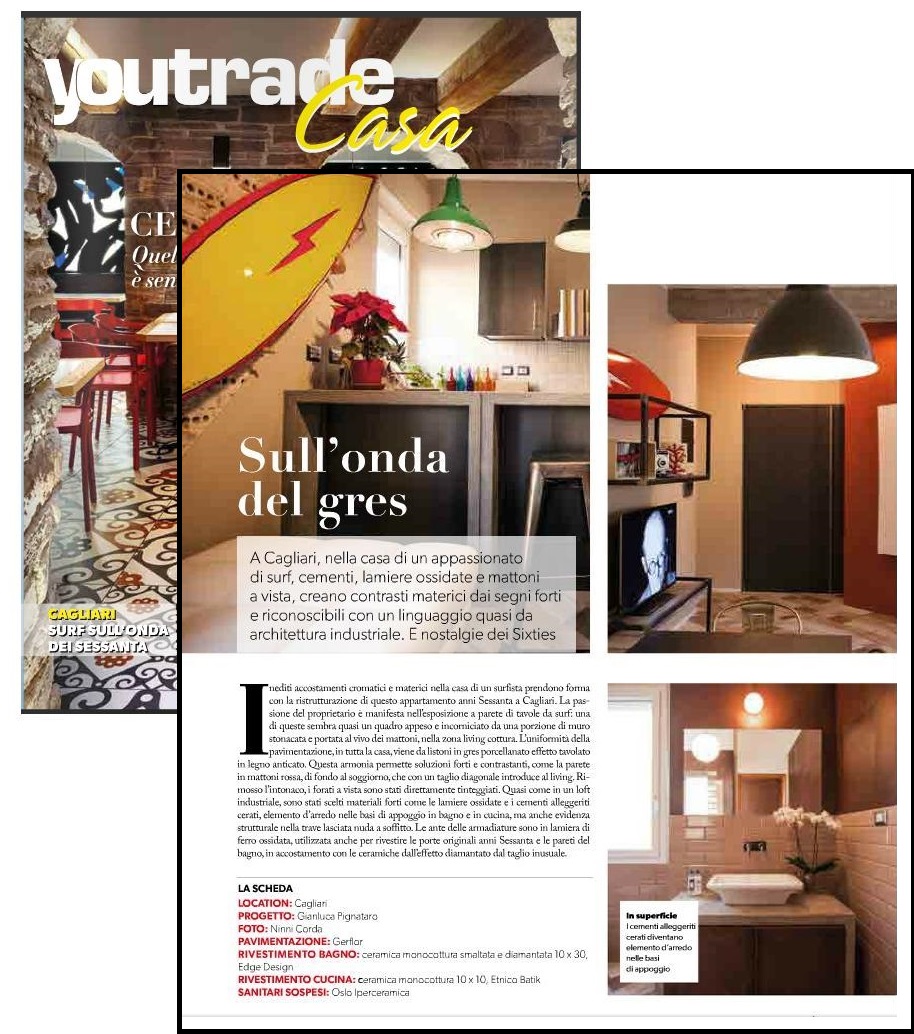 youtrade
Casa
CE
Quel
è sen
CAGLIARI
SURF SULL'ONDA
DEI SESSANTA
Sull'onda
del gres
A Cagliari, nella casa di un appassionato
di surf, cementi, lamiere ossidate e mattoni
a vista, creano contrasti materici dai segni forti
e riconoscibili con un linguaggio quasi da
architettura industriale. E nostalgie dei Sixties
Inediti accostamenti cromatici e materici nella casa di un surfista prendono forma
con la ristrutturazione di questo appartamento anni Sessanta a Cagliari. La pas-
sione del proprietario è manifesta nell'esposizione a parete di tavole da surf: una
di queste sembra quasi un quadro appeso e incorniciato da una porzione di muro
stonacata e portata al vivo dei mattoni, nella zona living cottura. L'uniformità della
pavimentazione, in tutta la casa, viene da listoni in gres porcellanato effetto tavolato
in legno anticato. Questa armonia permette soluzioni forti e contrastanti, come la parete
in mattoni rossa, di fondo al soggiorno, che con un taglio diagonale introduce al living. Ri-
mosso l'intonaco, i forati a vista sono stati direttamente tinteggiati. Quasi come in un loft
industriale, sono stati scelti materiali forti come le lamiere ossidate e i cementi alleggeriti
cerati, elemento d'arredo nelle basi di appoggio in bagno e in cucina, ma anche evidenza
strutturale nella trave lasciata nuda a soffitto. Le ante delle armadiature sono in lamiera di
ferro ossidata, utilizzata anche per rivestire le porte originali anni Sessanta e le pareti del
bagno, in accostamento con le ceramiche dall'effetto diamantato dal taglio inusuale.
LA SCHEDA
LOCATION: Cagliari
PROGETTO: Gianluca Pignataro
FOTO: Ninni Corda
PAVIMENTAZIONE: Gerflor
RIVESTIMENTO BAGNO: ceramica monocottura smaltata e diamantata 10 x 30,
Edge Design
RIVESTIMENTO CUCINA: ceramica monocottura 10 x 10, Etnico Batik
SANITARI SOSPESI: Oslo Iperceramica
In superficie
I cementi alleggeriti
cerati diventano
elemento d'arredo
nelle basi
di appoggio